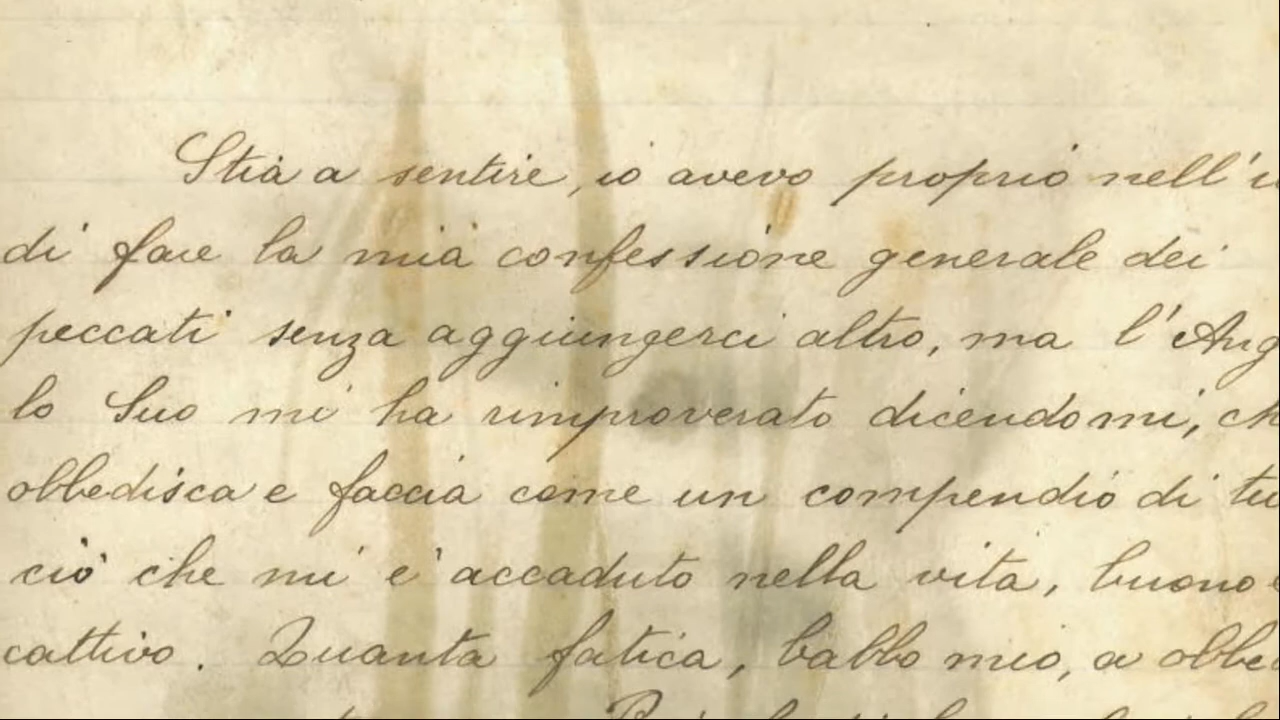 Stia a sentire, io avevo proprio nell'i
di fare la mia confessione generale dei
peccati senza aggiungerci altro, ma l'Ang
lo Suo mi ha rimproverato dicendomi, ch
obbedisca e faccia come un compendio di tu
ciò che mi è accaduto nella vita, buono e
cattivo. Quanta fatica, babbo mio, a obbe